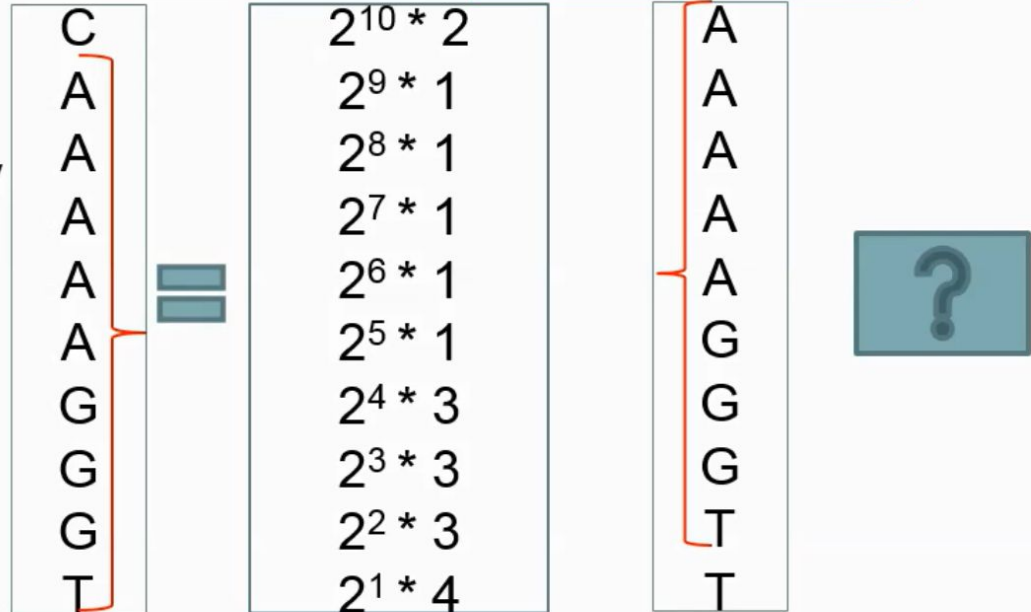 C 2¹⁰ * 2 A
A 2⁹ * 1 A
A 2⁸ * 1 A
A 2⁷ * 1 A
A 2⁶ * 1 A
A 2⁵ * 1 G
G 2⁴ * 3 G
G 2³ * 3 G
G 2² * 3 T
T 2¹ * 4 T
?